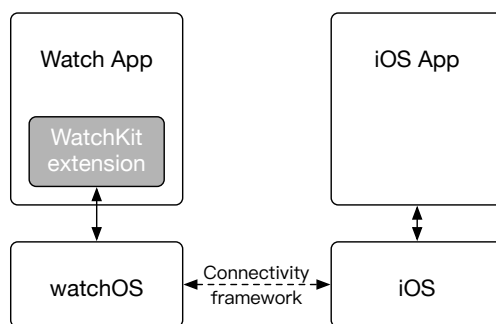 Watch App
iOS App
WatchKit
extension
watchOS
Connectivity
framework
iOS